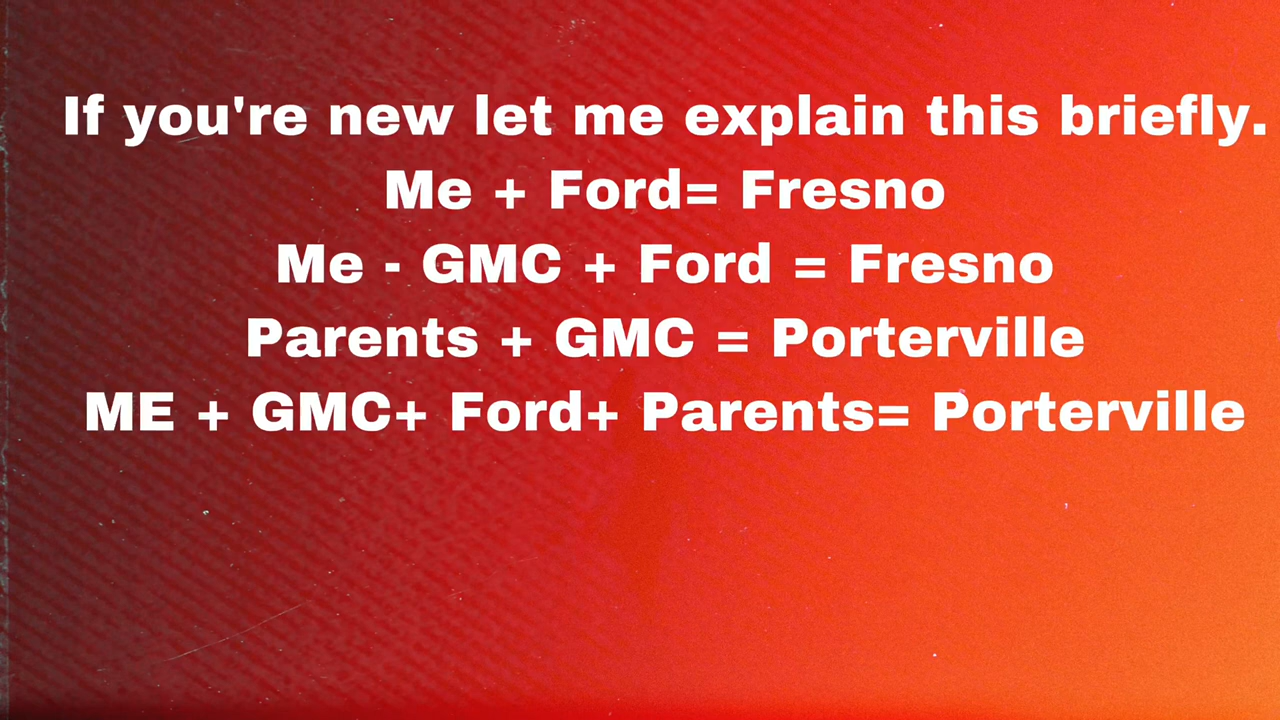 If you're new let me explain this briefly.
Me + Ford= Fresno
Me - GMC + Ford = Fresno
Parents + GMC = Porterville
ME + GMC+ Ford+ Parents= Porterville